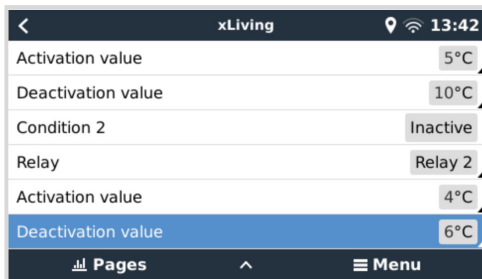 xLiving 13:42
Activation value 5°C
Deactivation value 10°C
Condition 2 Inactive
Relay Relay 2
Activation value 4°C
Deactivation value 6°C
Pages Menu